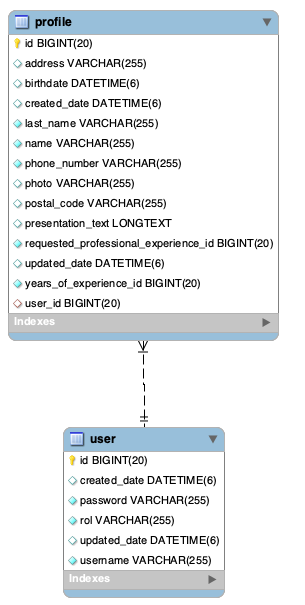 profile
id BIGINT(20)
address VARCHAR(255)
birthdate DATETIME(6)
created_date DATETIME(6)
last_name VARCHAR(255)
name VARCHAR(255)
phone_number VARCHAR(255)
photo VARCHAR(255)
postal_code VARCHAR(255)
presentation_text LONGTEXT
requested_professional_experience_id BIGINT(20)
updated_date DATETIME(6)
years_of_experience_id BIGINT(20)
user_id BIGINT(20)
Indexes
user
id BIGINT(20)
created_date DATETIME(6)
password VARCHAR(255)
rol VARCHAR(255)
updated_date DATETIME(6)
username VARCHAR(255)
Indexes